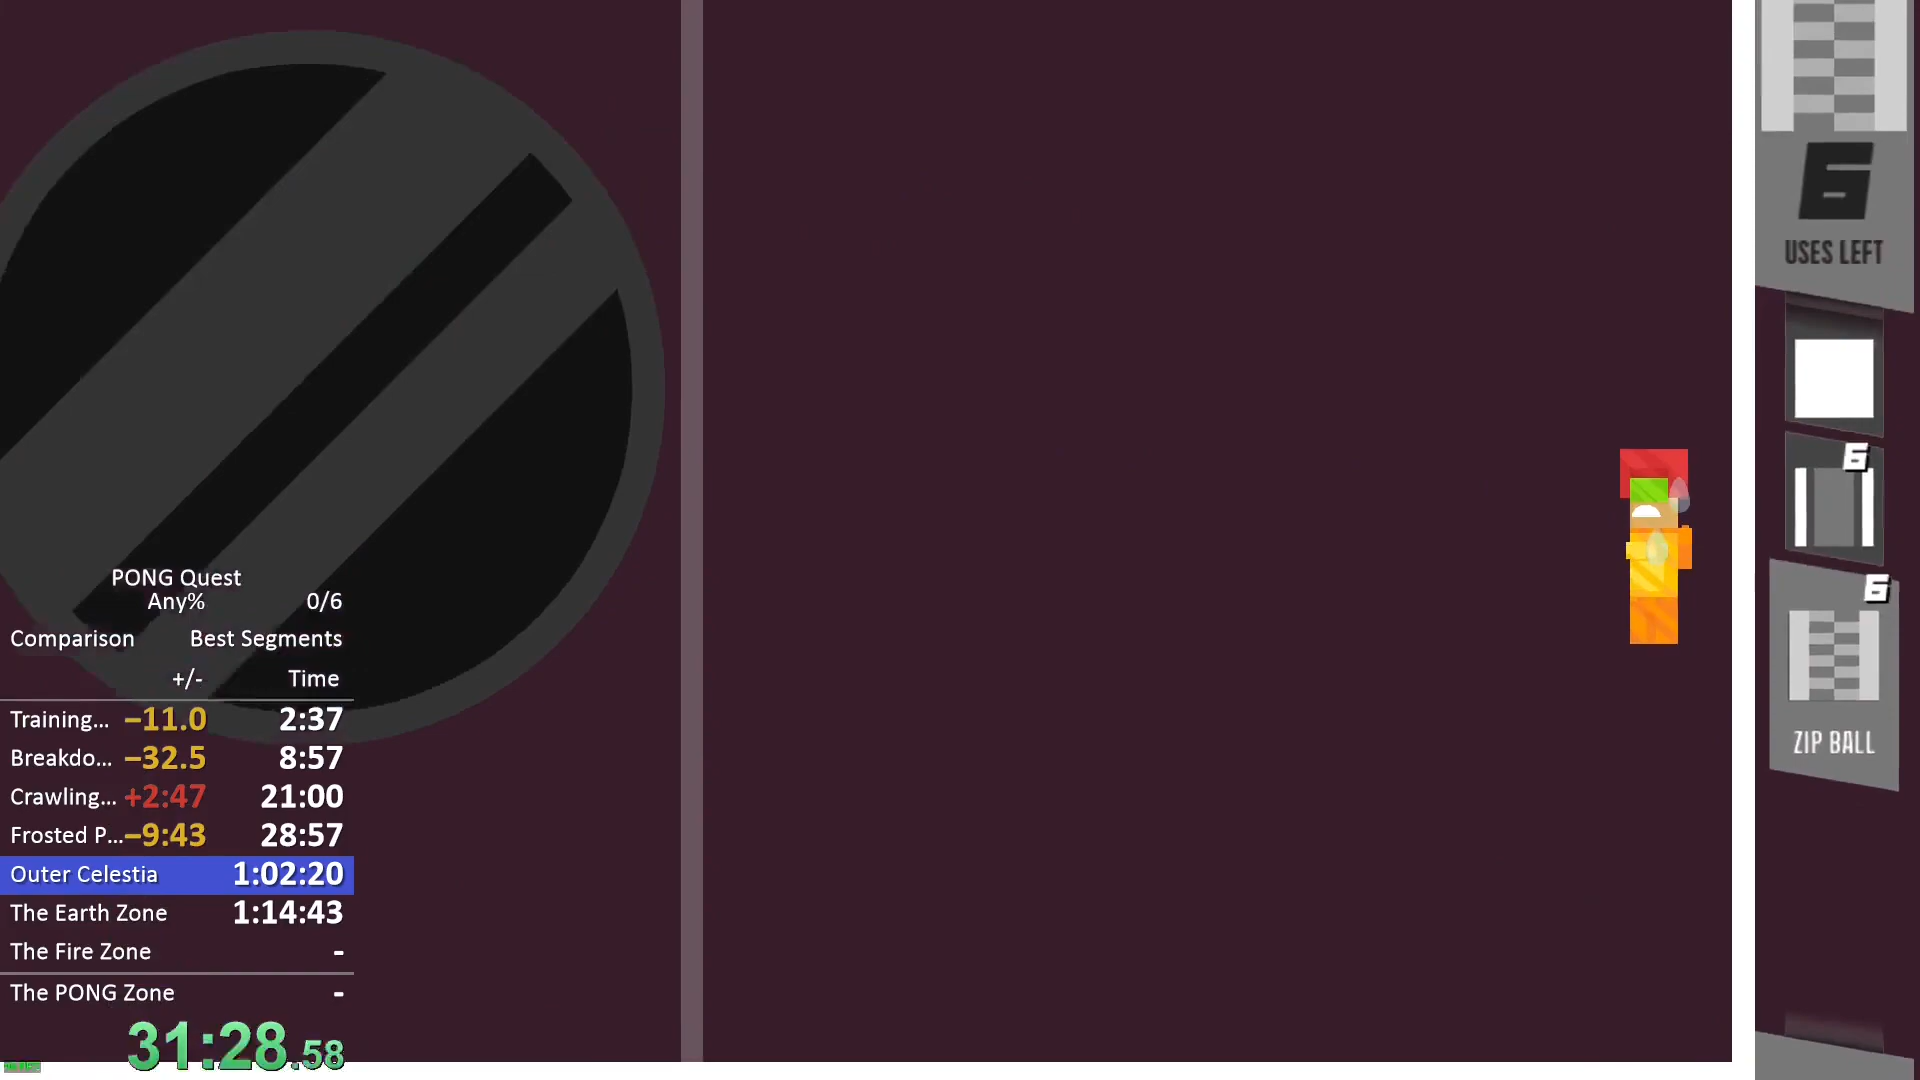 PONG Quest
Any% 0/6
Comparison Best Segments
+/- Time
Training... −11.0 2:37
Breakdo... −32.5 8:57
Crawling... +2:47 21:00
Frosted P... −9:43 28:57
Outer Celestia 1:02:20
The Earth Zone 1:14:43
The Fire Zone -
The PONG Zone -
31:28.58
6
USES LEFT
6
6
ZIP BALL